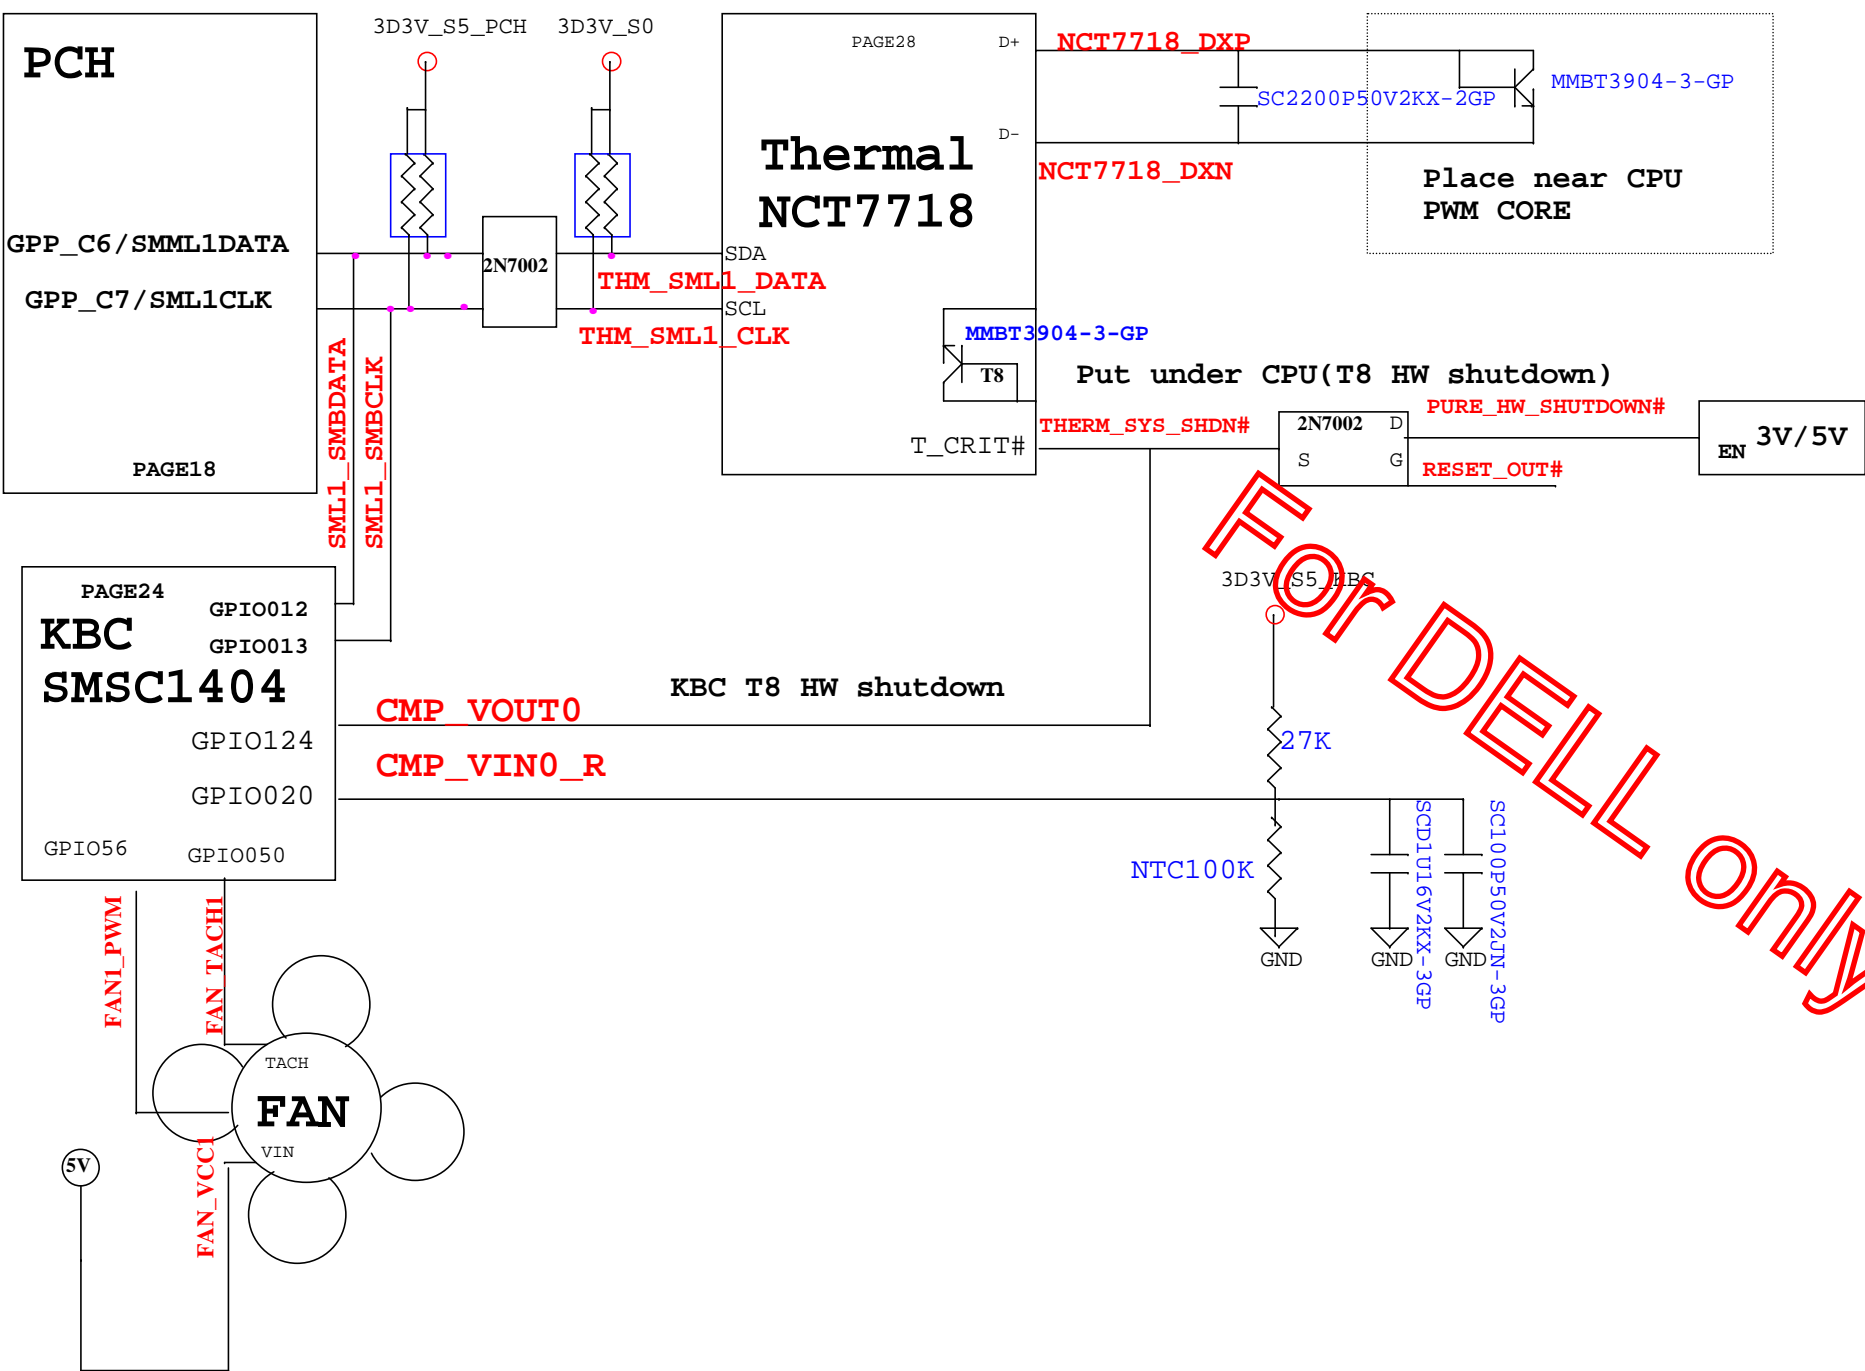 3D3V_S5_PCH
3D3V_S0
PCH
GPP_C6/SMML1DATA
GPP_C7/SML1CLK
PAGE18
2N7002
THM_SML1_DATA
THM_SML1_CLK
SML1_SMBDATA
SML1_SMBCLK
PAGE28
D+
D-
Thermal
NCT7718
SDA
SCL
MMBT3904-3-GP
T8
T_CRIT#
NCT7718_DXP
NCT7718_DXN
SC2200P50V2KX-2GP
MMBT3904-3-GP
Place near CPU
PWM CORE
Put under CPU(T8 HW shutdown)
THERM_SYS_SHDN#
2N7002
D
S
G
PURE_HW_SHUTDOWN#
RESET_OUT#
EN
3V/5V
PAGE24
GPIO012
KBC
GPIO013
SMSC1404
GPIO124
GPIO020
GPIO56
GPIO050
KBC T8 HW shutdown
CMP_VOUT0
CMP_VIN0_R
3D3V_S5_KBC
27K
NTC100K
SCD1U16V2KX-3GP
SC100P50V2JN-3GP
GND
GND
GND
For DELL only
FAN1_PWM
FAN_TACH1
TACH
FAN
VIN
FAN_VCC1
5V